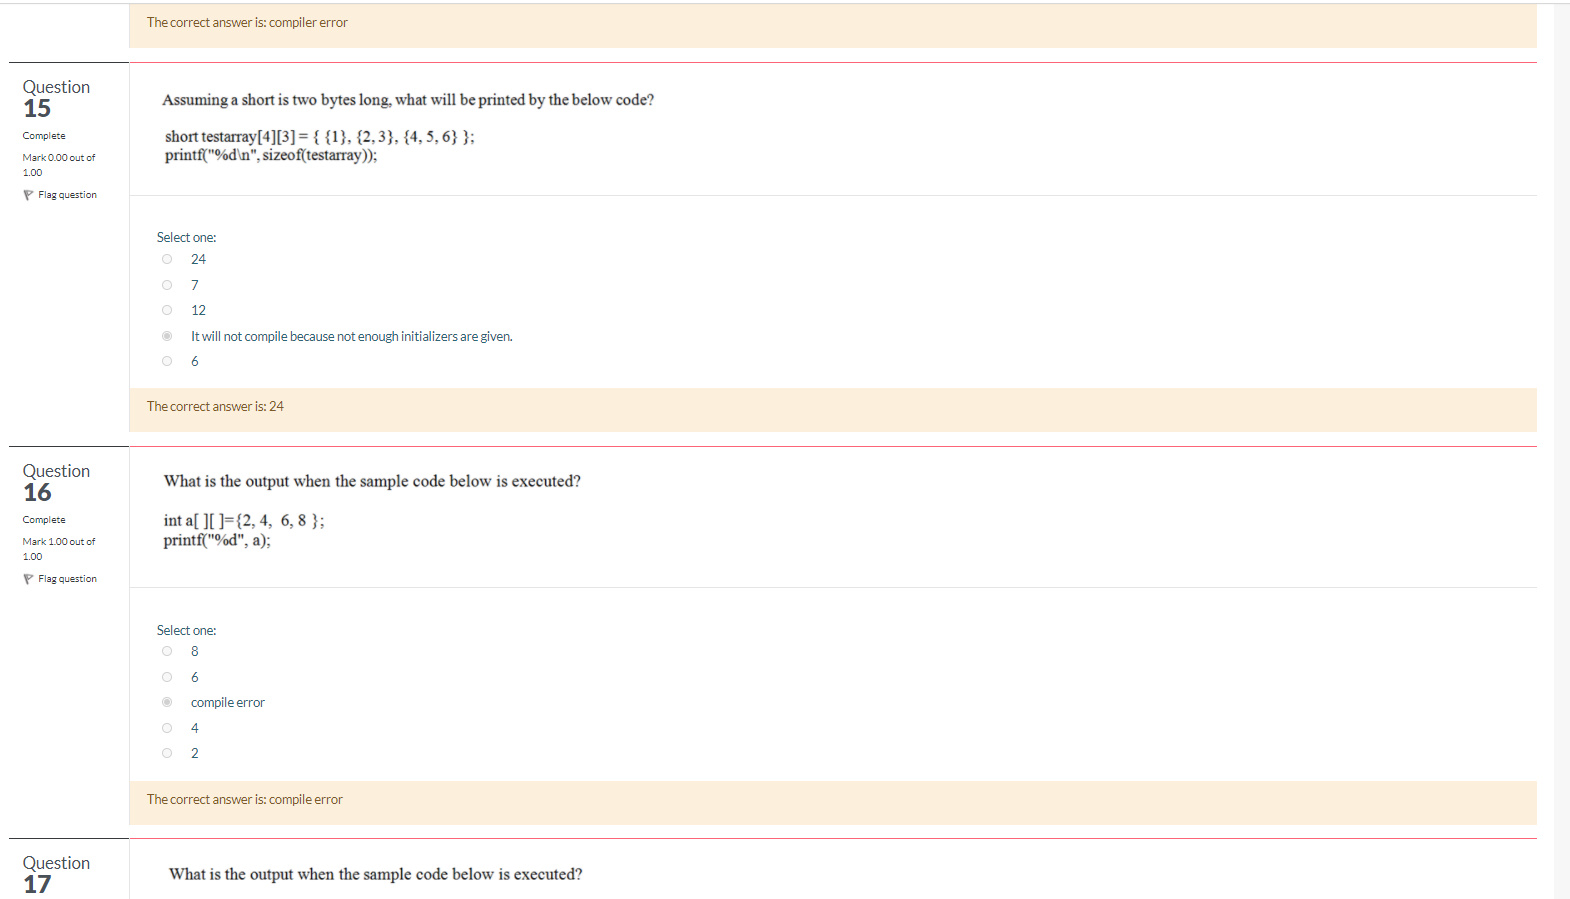 The correct answer is: compiler error
Question
15
Complete
Mark 0.00 out of
1.00
Flag question
Assuming a short is two bytes long, what will be printed by the below code?
short testarray[4][3] = { {1}, {2, 3}, {4, 5, 6} };
printf("%d\n", sizeof(testarray));
Select one:
24
7
12
It will not compile because not enough initializers are given.
6
The correct answer is: 24
Question
16
Complete
Mark 1.00 out of
1.00
Flag question
What is the output when the sample code below is executed?
int a[ ][ ]={2, 4, 6, 8 };
printf("%d", a);
Select one:
8
6
compile error
4
2
The correct answer is: compile error
Question
17
What is the output when the sample code below is executed?